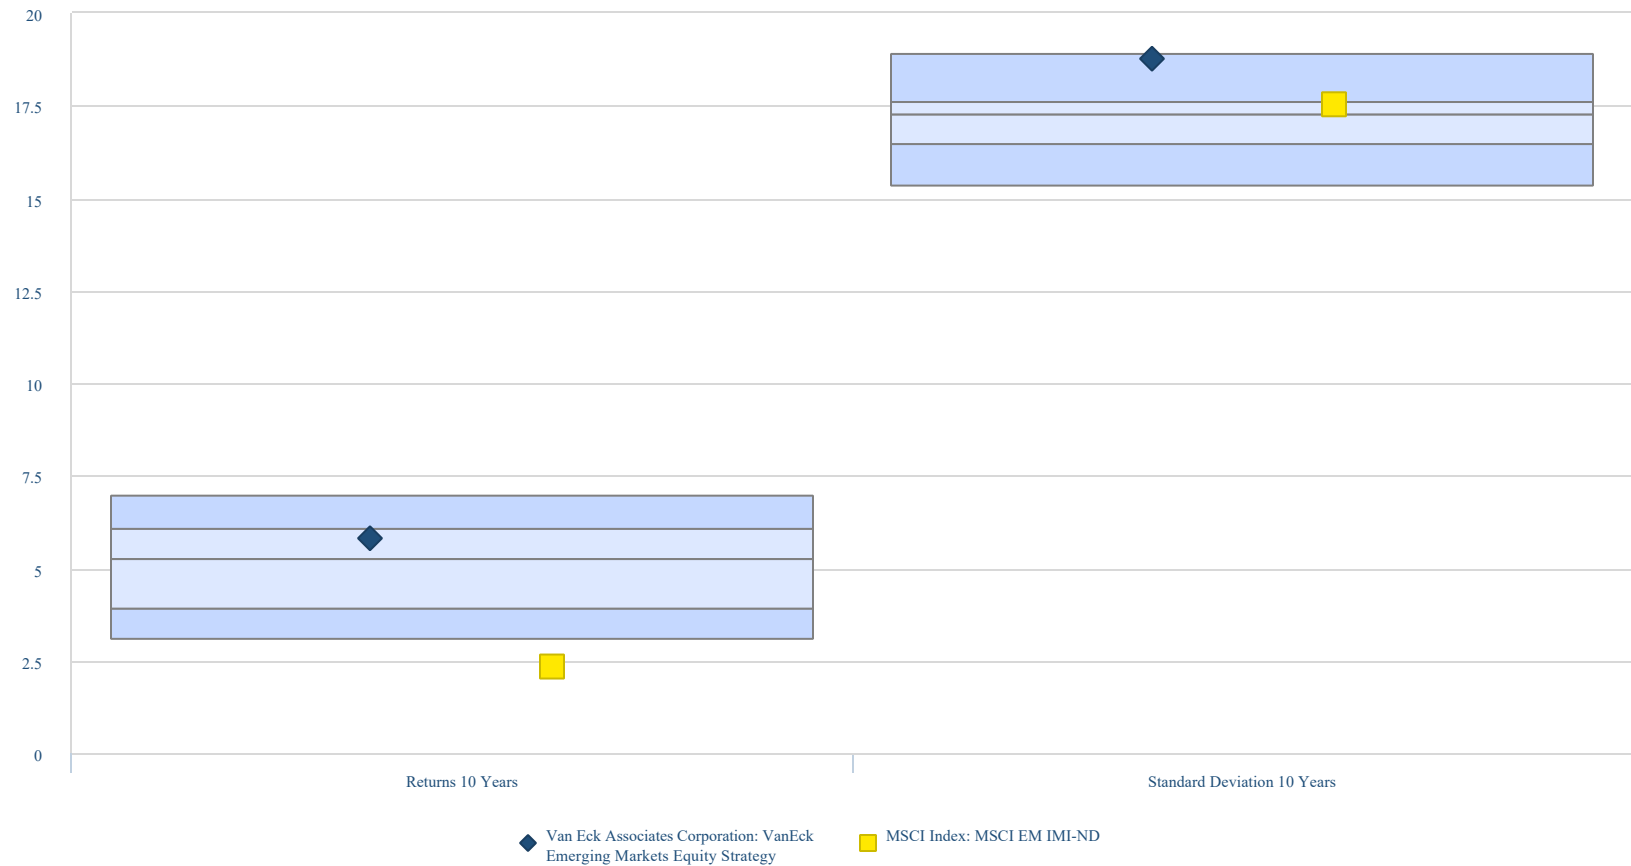 20
17.5
15
12.5
10
7.5
5
2.5
0
Returns 10 Years
Standard Deviation 10 Years
Van Eck Associates Corporation: VanEck
Emerging Markets Equity Strategy
MSCI Index: MSCI EM IMI-ND